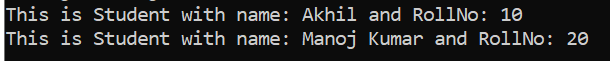 This is Student with name: Akhil and RollNo: 10
This is Student with name: Manoj Kumar and RollNo: 20